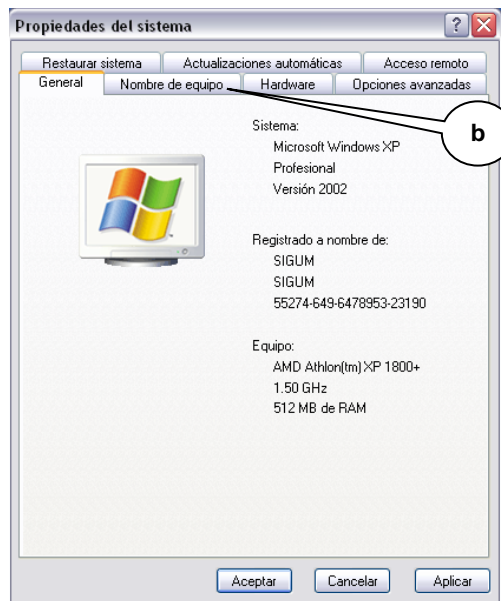 Propiedades del sistema
Restaurar sistema Actualizaciones automáticas Acceso remoto
General Nombre de equipo Hardware Opciones avanzadas
b
Sistema:
Microsoft Windows XP
Profesional
Versión 2002
Registrado a nombre de:
SIGUM
SIGUM
55274-649-6478953-23190
Equipo:
AMD Athlon(tm) XP 1800+
1.50 GHz
512 MB de RAM
Aceptar Cancelar Aplicar